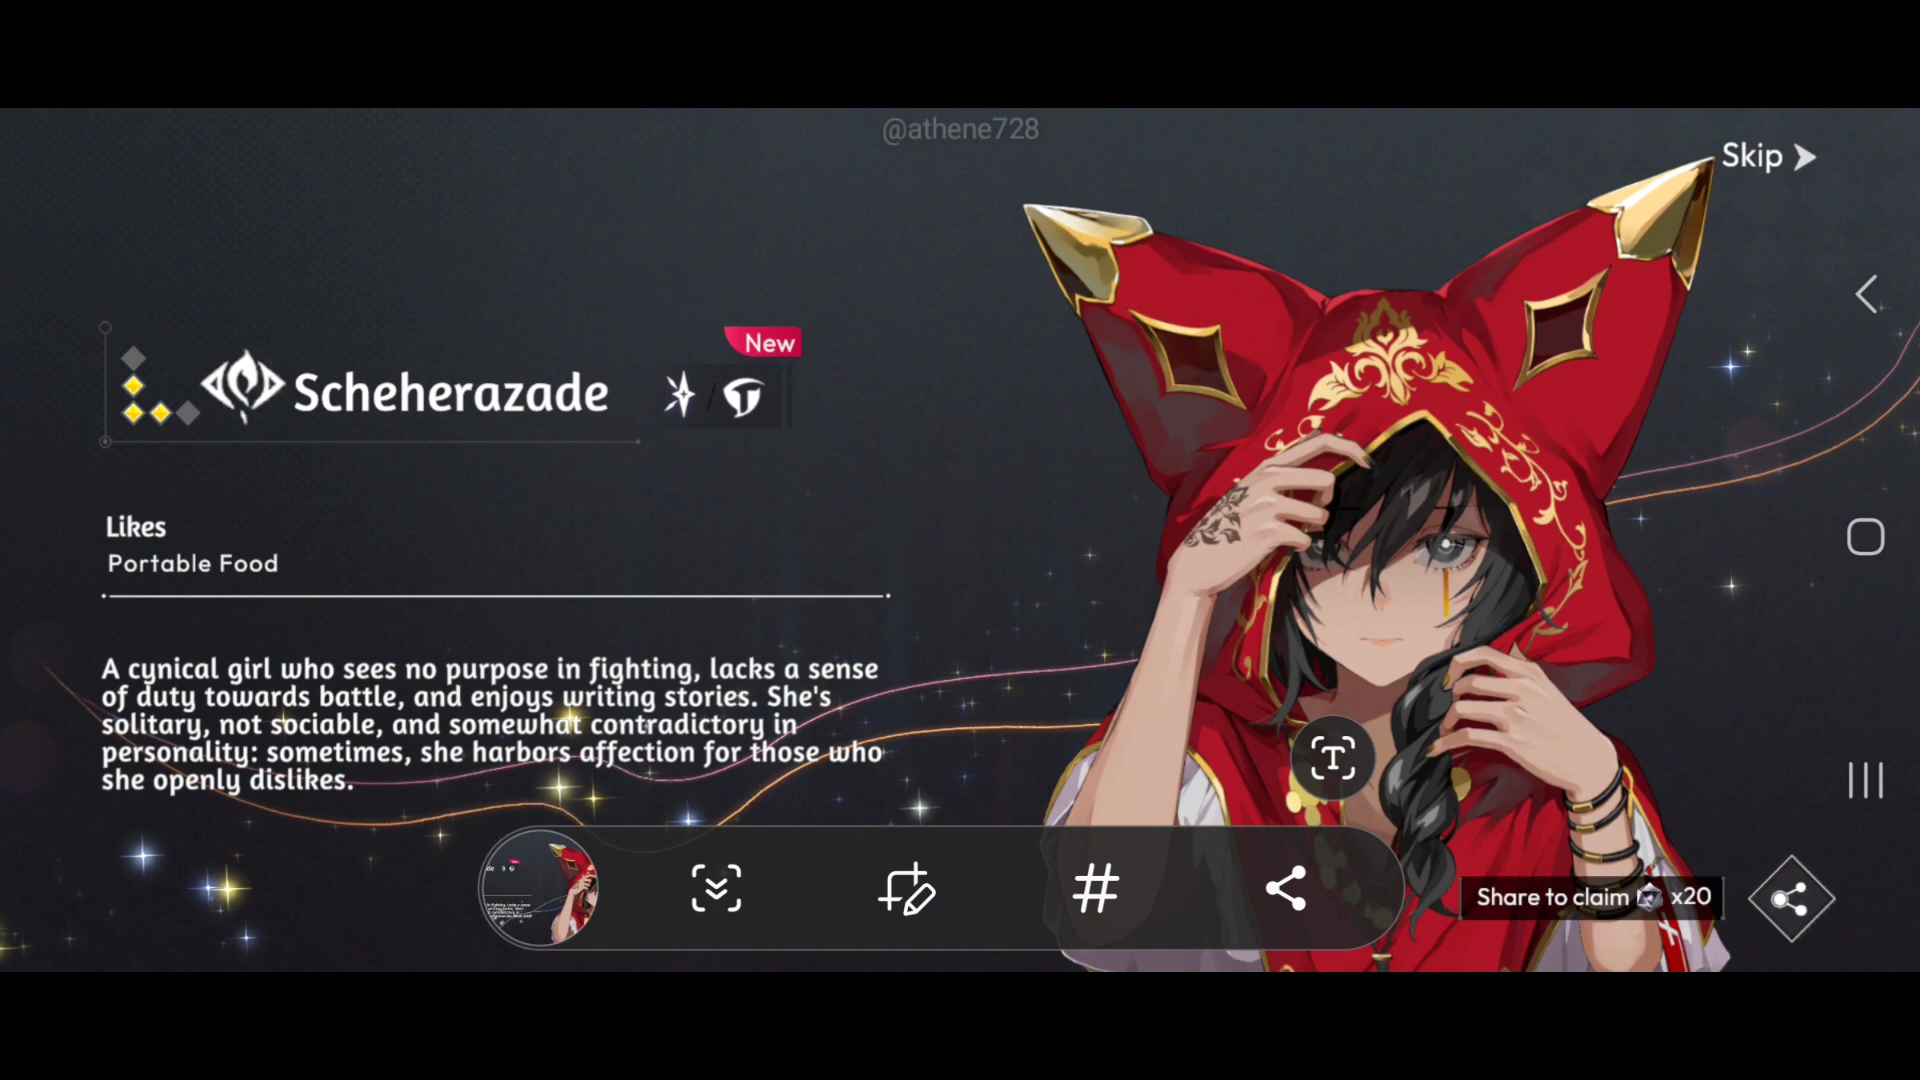 @athene728
Skip
New
Scheherazade
Likes
Portable Food
A cynical girl who sees no purpose in fighting, lacks a sense
of duty towards battle, and enjoys writing stories. She's
solitary, not sociable, and somewhat contradictory in
personality: sometimes, she harbors affection for those who
she openly dislikes.
Share to claim x20